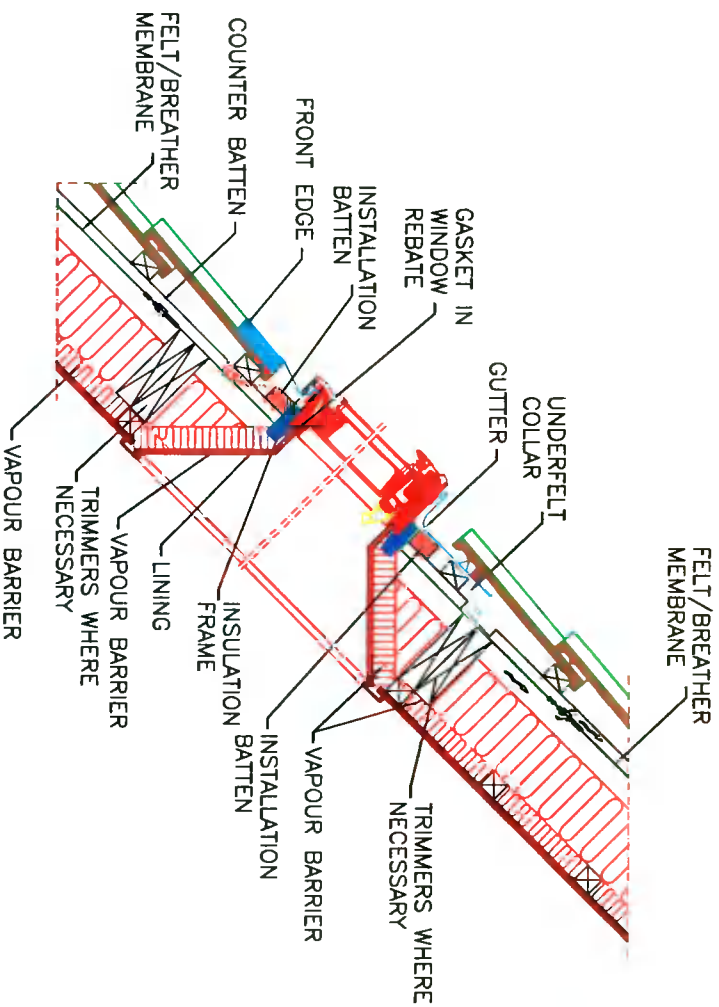 FELT/BREATHER
MEMBRANE
COUNTER BATTEN
FRONT EDGE
INSTALLATION
BATTEN
GASKET IN
WINDOW
REBATE
GUTTER
UNDERFELT
COLLAR
FELT/BREATHER
MEMBRANE
VAPOUR BARRIER
TRIMMERS WHERE
NECESSARY
VAPOUR BARRIER
LINING
INSULATION
FRAME
INSTALLATION
BATTEN
VAPOUR BARRIER
TRIMMERS WHERE
NECESSARY